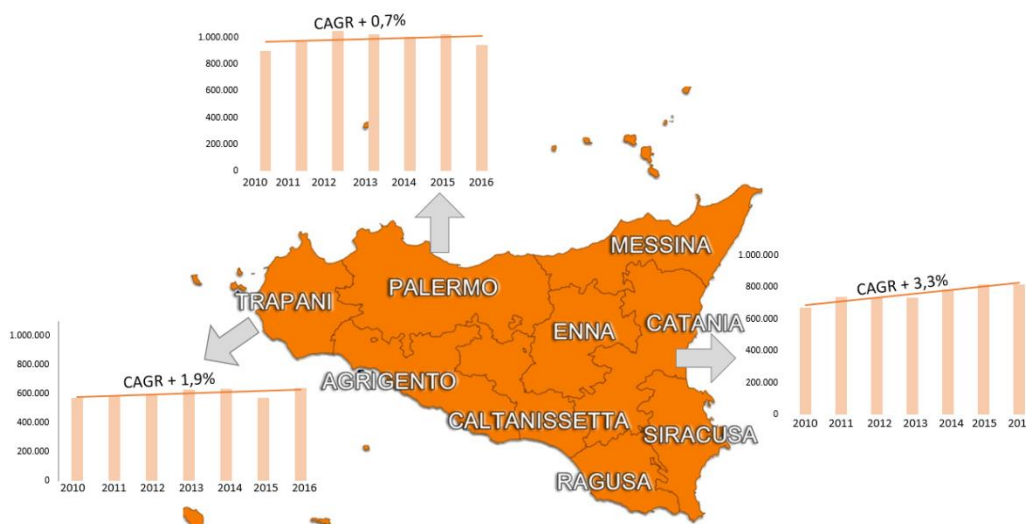 CAGR + 0,7%
1.000.000
800.000
600.000
400.000
200.000
0
2010 2011 2012 2013 2014 2015 2016
MESSINA
PALERMO
TRAPANI
ENNA
CATANIA
AGRIGENTO
CALTANISSETTA
SIRACUSA
RAGUSA
1.000.000
CAGR + 3,3%
800.000
600.000
400.000
200.000
0
2010 2011 2012 2013 2014 2015 201
1.000.000
CAGR + 1,9%
800.000
600.000
400.000
200.000
0
2010 2011 2012 2013 2014 2015 2016